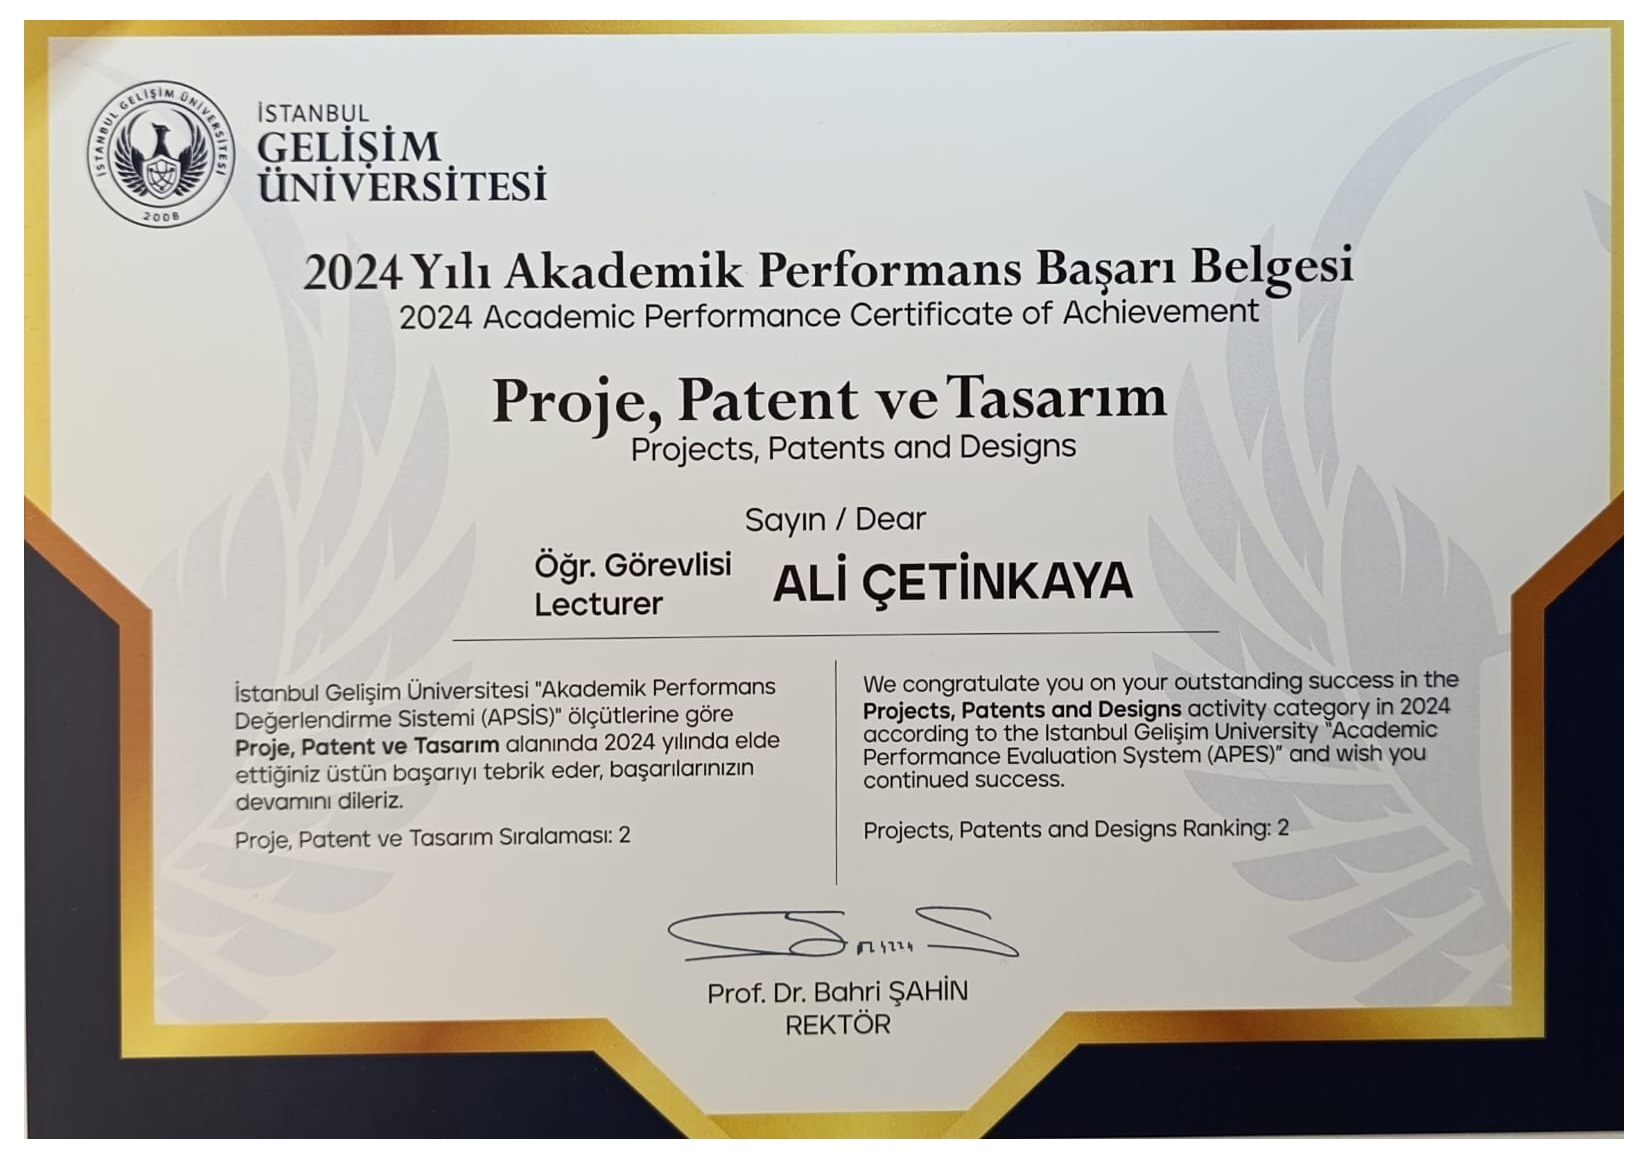 İSTANBUL GELİŞİM ÜNİVERSİTESİ
2008
İSTANBUL
GELİŞİM
ÜNİVERSİTESİ
2024 Yılı Akademik Performans Başarı Belgesi
2024 Academic Performance Certificate of Achievement
Proje, Patent ve Tasarım
Projects, Patents and Designs
Sayın / Dear
Öğr. Görevlisi
Lecturer
ALİ ÇETİNKAYA
İstanbul Gelişim Üniversitesi "Akademik Performans
Değerlendirme Sistemi (APSİS)" ölçütlerine göre
Proje, Patent ve Tasarım alanında 2024 yılında elde
ettiğiniz üstün başarıyı tebrik eder, başarılarınızın
devamını dileriz.
Proje, Patent ve Tasarım Sıralaması: 2
We congratulate you on your outstanding success in the
Projects, Patents and Designs activity category in 2024
according to the Istanbul Gelişim University "Academic
Performance Evaluation System (APES)" and wish you
continued success.
Projects, Patents and Designs Ranking: 2
Prof. Dr. Bahri ŞAHİN
REKTÖR